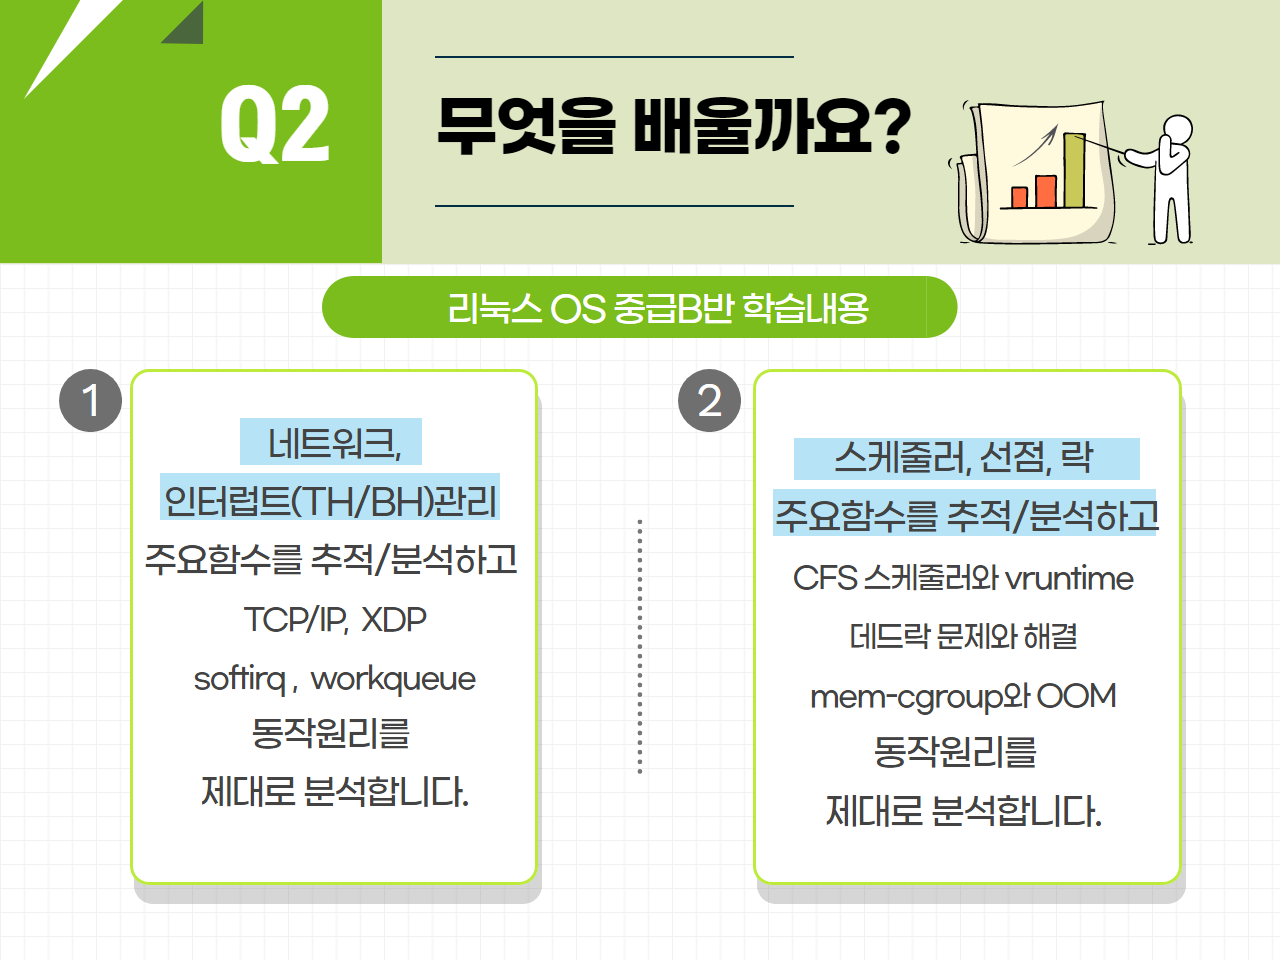 Q2
무엇을 배울까요?
리눅스 OS 중급B반 학습내용
1
네트워크,
인터럽트(TH/BH)관리
주요함수를 추적/분석하고
TCP/IP, XDP
softirq , workqueue
동작원리를
제대로 분석합니다.
2
스케줄러, 선점, 락
주요함수를 추적/분석하고
CFS 스케줄러와 vruntime
데드락 문제와 해결
mem-cgroup와 OOM
동작원리를
제대로 분석합니다.